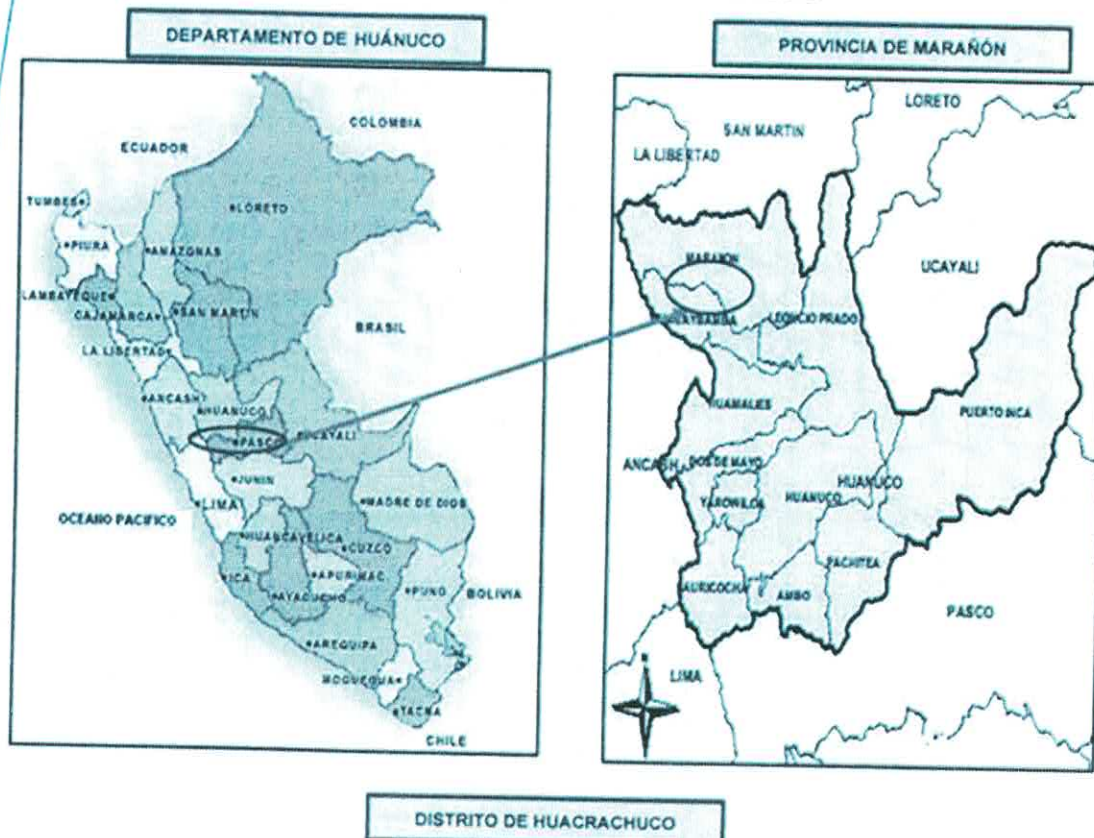 DEPARTAMENTO DE HUÁNUCO
COLOMBIA
ECUADOR
TUMBES
LORETO
PIURA
AMAZONAS
LAMBAYEQUE
CAJAMARCA
SAN MARTIN
BRASIL
LA LIBERTAD
ANCASH
HUANUCO
PASCO
UCAYALI
JUNIN
LIMA
MADRE DE DIOS
OCEANO PACIFICO
HUANCAVELICA
CUZCO
ICA
APURIMAC
AYACUCHO
PUNO
BOLIVIA
AREQUIPA
MOQUEGUA
TACNA
CHILE
PROVINCIA DE MARAÑÓN
LORETO
SAN MARTIN
LA LIBERTAD
MARAÑON
UCAYALI
LEONCIO PRADO
HUAMALIES
PUERTO INCA
ANCASH
DOS DE MAYO
HUANUCO
YAROWILCA
HUANUCO
PACHITEA
AURICOCHA
AMBO
PASCO
N
LIMA
DISTRITO DE HUACRACHUCO